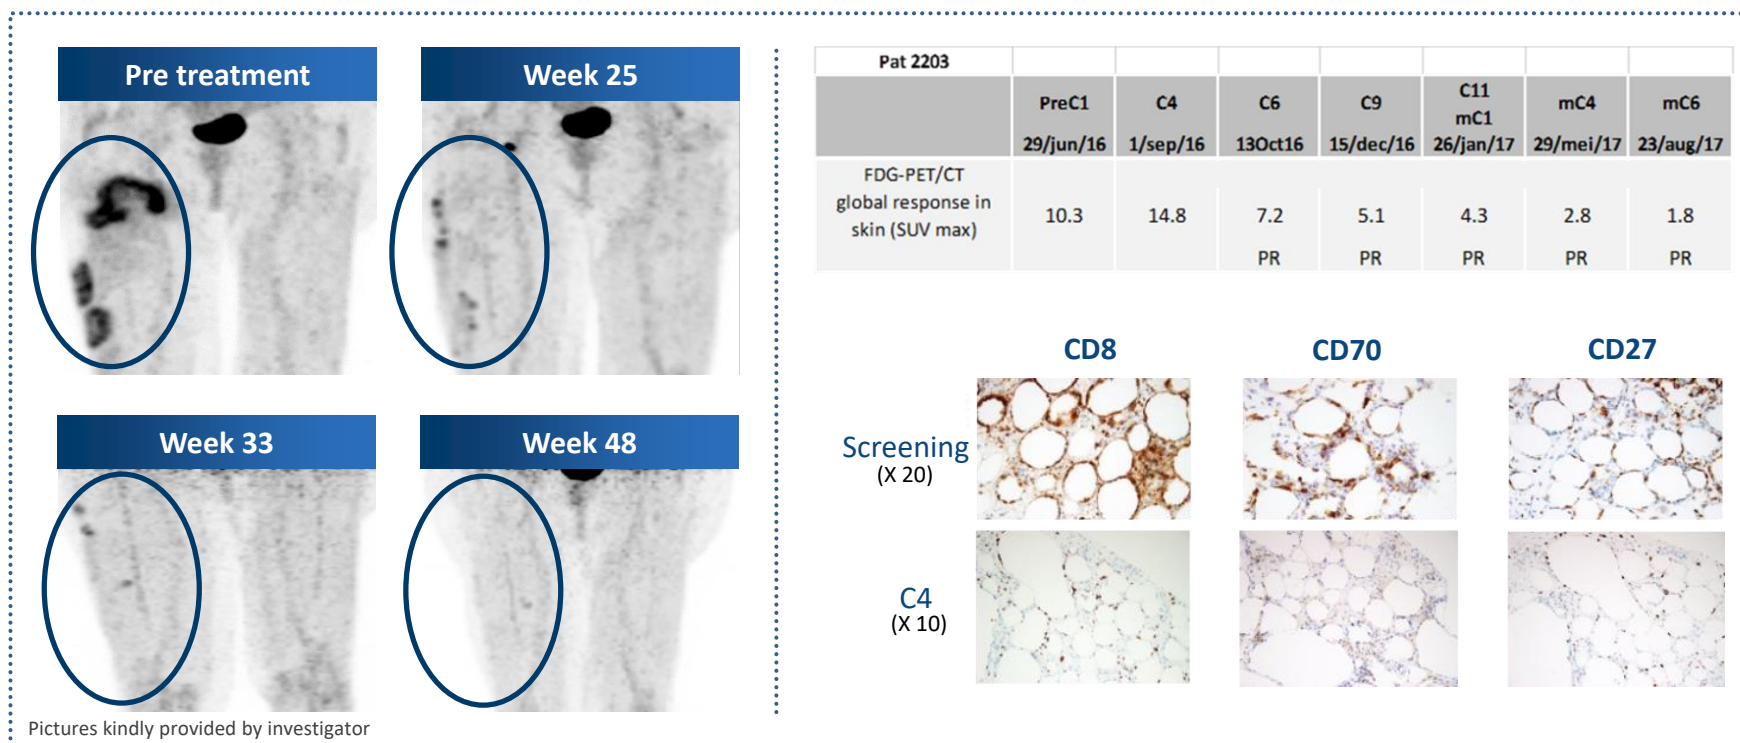 Pre treatment
Week 25
Week 33
Week 48
Pictures kindly provided by investigator
Pat 2203
PreC1 C4 C6 C9 C11 mC1 mC4 mC6
29/jun/16 1/sep/16 13Oct16 15/dec/16 26/jan/17 29/mei/17 23/aug/17
FDG-PET/CT
global response in
skin (SUV max)
10.3 14.8 7.2 5.1 4.3 2.8 1.8
PR PR PR PR PR
CD8 CD70 CD27
Screening
(X 20)
C4
(X 10)